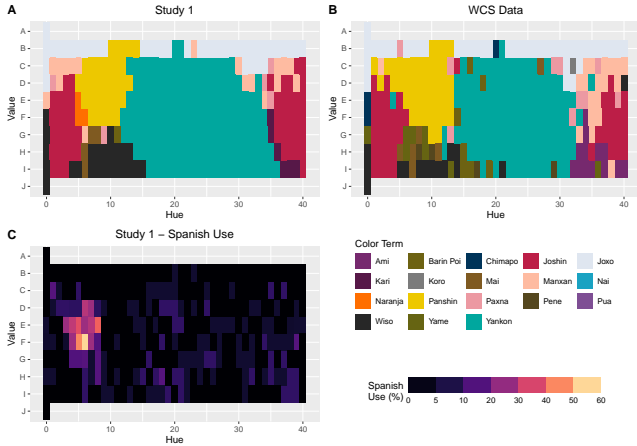 A
Study 1
A
B
C
D
E
F
G
H
I
J
Value
0
10
20
30
40
Hue
B
WCS Data
A
B
C
D
E
F
G
H
I
J
Value
0
10
20
30
40
Hue
C
Study 1 – Spanish Use
A
B
C
D
E
F
G
H
I
J
Value
0
10
20
30
40
Hue
Color Term
Ami
Barin Poi
Chimapo
Joshin
Joxo
Kari
Koro
Mai
Manxan
Nai
Naranja
Panshin
Paxna
Pene
Pua
Wiso
Yame
Yankon
Spanish
Use (%)
0
5
10
20
30
40
50
60